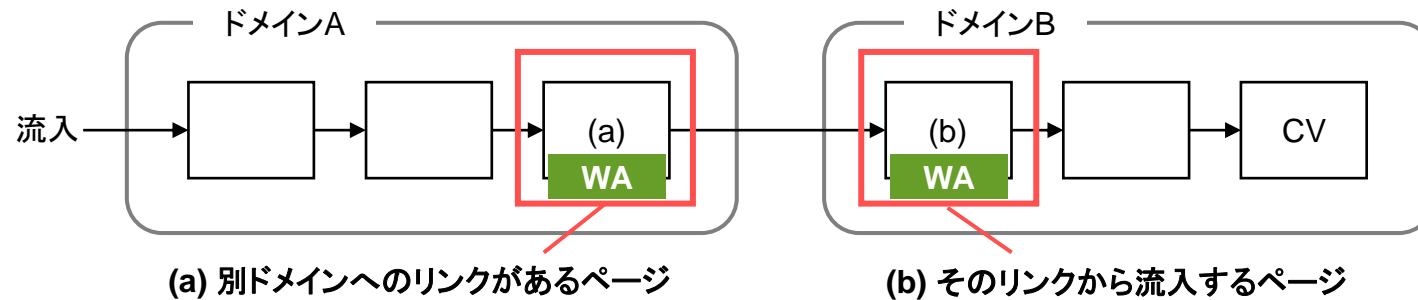 ドメインA
ドメインB
流入
(a)
WA
(b)
WA
CV
(a) 別ドメインへのリンクがあるページ
(b) そのリンクから流入するページ